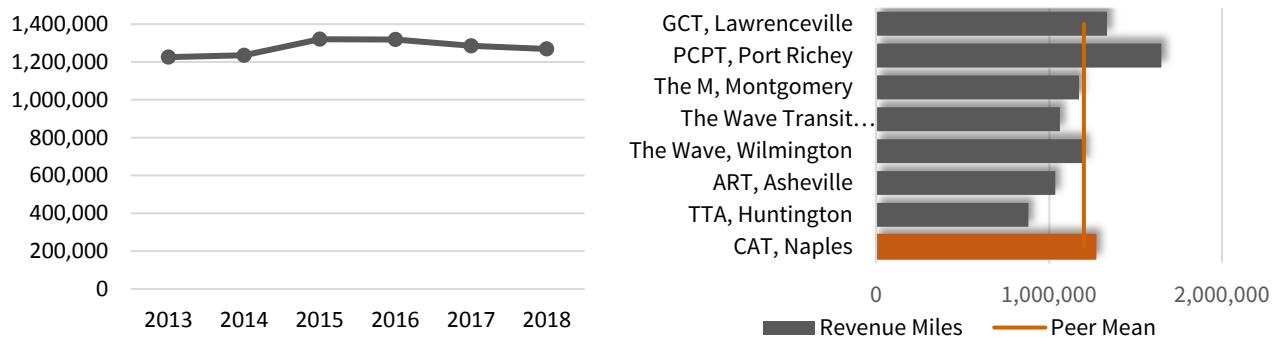 1,400,000
1,200,000
1,000,000
800,000
600,000
400,000
200,000
0
2013 2014 2015 2016 2017 2018
GCT, Lawrenceville
PCPT, Port Richey
The M, Montgomery
The Wave Transit…
The Wave, Wilmington
ART, Asheville
TTA, Huntington
CAT, Naples
0 1,000,000 2,000,000
Revenue Miles Peer Mean